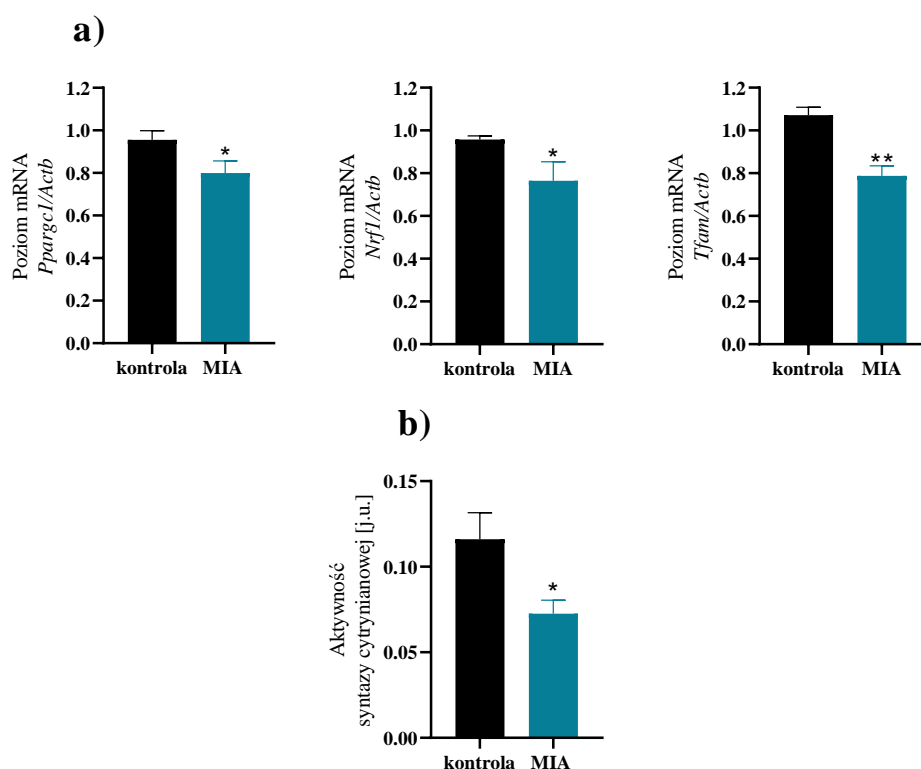 a)
1.2
1.0
0.8
0.6
0.4
0.2
0.0
Poziom mRNA
Ppargc1/Actb
*
kontrola MIA
1.2
1.0
0.8
0.6
0.4
0.2
0.0
Poziom mRNA
Nrf1/Actb
*
kontrola MIA
1.2
1.0
0.8
0.6
0.4
0.2
0.0
Poziom mRNA
Tfam/Actb
**
kontrola MIA
b)
0.15
0.10
0.05
0.00
Aktywność
syntazy cytrynianowej [j.u.]
*
kontrola MIA